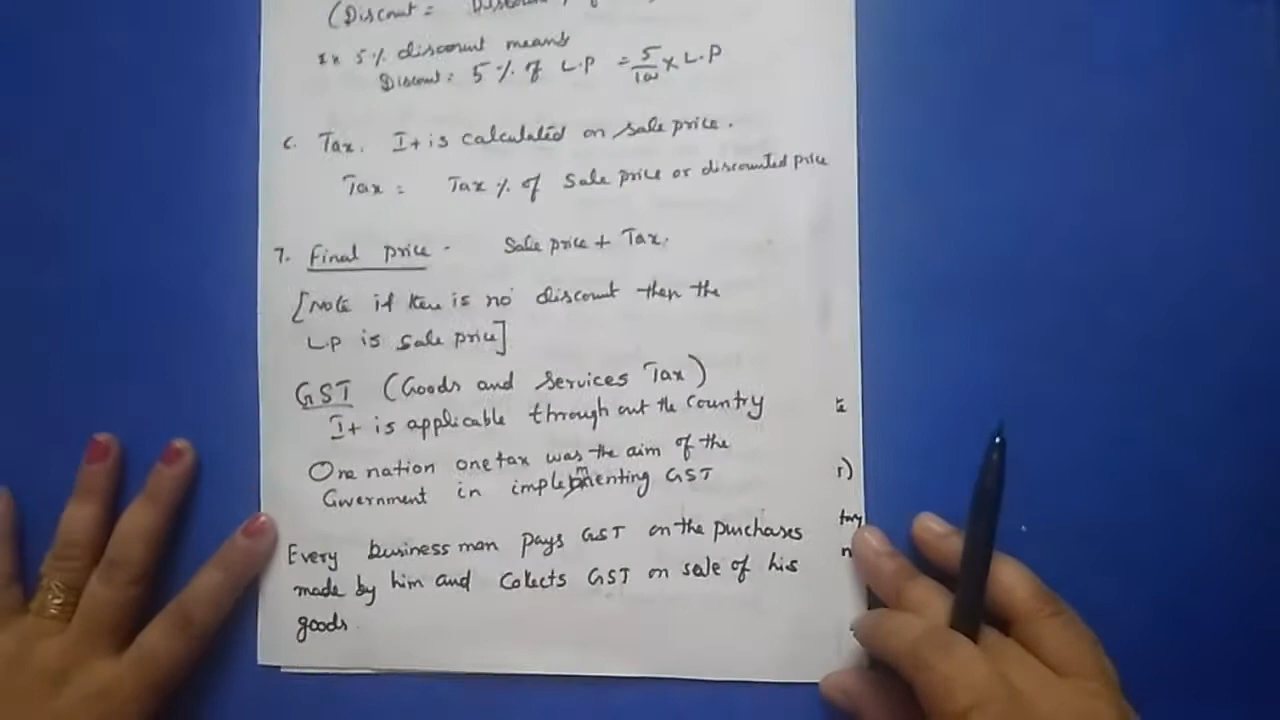 (Discount =
Ex 5% discount means
Discount = 5% of L.P = 5/100 x L.P
6. Tax. It is calculated on sale price.
Tax = Tax % of Sale price or discounted price
7. Final price - Sale price + Tax.
[Note if there is no discount then the
L.P is sale price]
GST (Goods and Services Tax)
It is applicable through out the country
One nation one tax was the aim of the
Government in implementing GST
Every business man pays GST on the purchases
made by him and Colects GST on sale of his
goods.